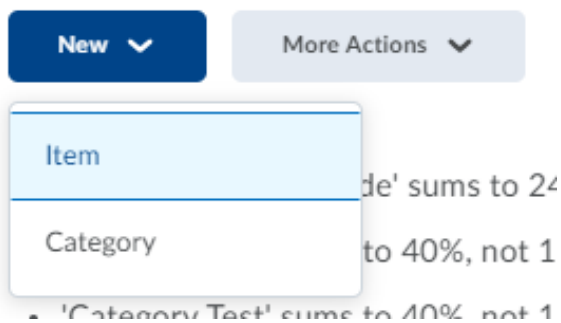 New More Actions
Item
de' sums to 24
Category
to 40%, not 1
• 'Category Test' sums to 40%, not 1